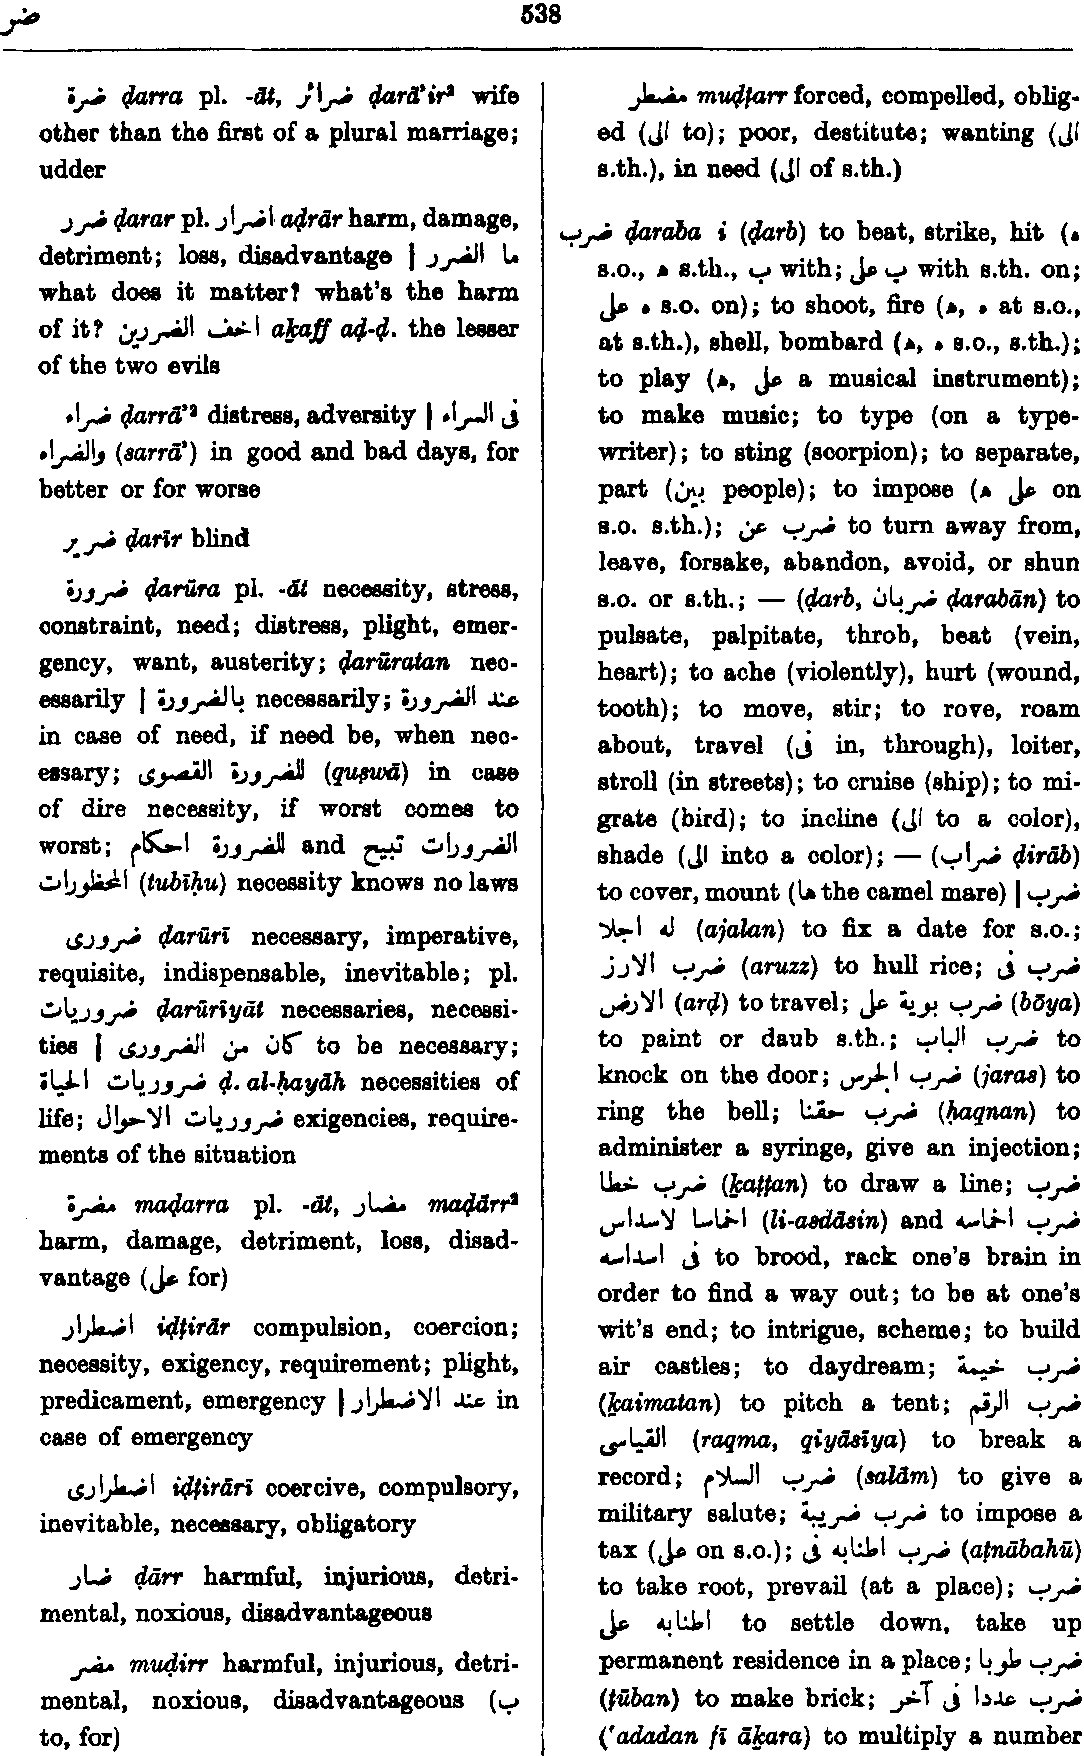 ضر
538
ضرة ḍarra pl. -āt, ضرائر ḍarā'ir² wife
other than the first of a plural marriage;
udder
ضرر ḍarar pl. اضرار aḍrār harm, damage,
detriment; loss, disadvantage | ما الضرر
what does it matter? what's the harm
of it? اخف الضررين aḵaff aḍ-ḍ. the lesser
of the two evils
ضراء ḍarrā'² distress, adversity | فى السراء
والضراء (sarrā') in good and bad days, for
better or for worse
ضرير ḍarīr blind
ضرورة ḍarūra pl. -āt necessity, stress,
constraint, need; distress, plight, emer-
gency, want, austerity; ḍarūratan nec-
essarily | بالضرورة necessarily; عند الضرورة
in case of need, if need be, when nec-
essary; للضرورة القصوى (quṣwā) in case
of dire necessity, if worst comes to
worst; للضرورة احكام and الضرورات تبيح
المحظورات (tubīḥu) necessity knows no laws
ضرورى ḍarūrī necessary, imperative,
requisite, indispensable, inevitable; pl.
ضروريات ḍarūrīyāt necessaries, necessi-
ties | كان من الضرورى to be necessary;
ضروريات الحياة ḍ. al-ḥayāh necessities of
life; ضروريات الاحوال exigencies, require-
ments of the situation
مضرة maḍarra pl. -āt, مضار maḍārr²
harm, damage, detriment, loss, disad-
vantage (على for)
اضطرار iḍṭirār compulsion, coercion;
necessity, exigency, requirement; plight,
predicament, emergency | عند الاضطرار in
case of emergency
اضطرارى iḍṭirārī coercive, compulsory,
inevitable, necessary, obligatory
ضار ḍārr harmful, injurious, detri-
mental, noxious, disadvantageous
مضر muḍirr harmful, injurious, detri-
mental, noxious, disadvantageous (ب
to, for)
مضطر muḍṭarr forced, compelled, oblig-
ed (الى to); poor, destitute; wanting (الى
s.th.), in need (الى of s.th.)
ضرب ḍaraba i (ḍarb) to beat, strike, hit (ه
s.o., ھ s.th., ب with; ب على with s.th. on;
ه على s.o. on); to shoot, fire (ھ, ه at s.o.,
at s.th.), shell, bombard (ھ, ه s.o., s.th.);
to play (ھ, على a musical instrument);
to make music; to type (on a type-
writer); to sting (scorpion); to separate,
part (بين people); to impose (ھ على on
s.o. s.th.); ضرب عن to turn away from,
leave, forsake, abandon, avoid, or shun
s.o. or s.th.; — (ḍarb, ضربان ḍarabān) to
pulsate, palpitate, throb, beat (vein,
heart); to ache (violently), hurt (wound,
tooth); to move, stir; to rove, roam
about, travel (فى in, through), loiter,
stroll (in streets); to cruise (ship); to mi-
grate (bird); to incline (الى to a color),
shade (الى into a color); — (ضراب ḍirāb)
to cover, mount (ها the camel mare) | ضرب
له اجلا (ajalan) to fix a date for s.o.;
ضرب الارز (aruzz) to hull rice; ضرب فى
الارض (arḍ) to travel; ضرب بوية على (bōya)
to paint or daub s.th.; ضرب الباب to
knock on the door; ضرب الجرس (jaras) to
ring the bell; ضرب حقنا (ḥaqnan) to
administer a syringe, give an injection;
ضرب خطا (ḵaṭṭan) to draw a line; ضرب
اخماسا لاسداس (li-asdāsin) and ضرب اخماسه
فى اسداسه to brood, rack one's brain in
order to find a way out; to be at one's
wit's end; to intrigue, scheme; to build
air castles; to daydream; ضرب خيمة
(ḵaimatan) to pitch a tent; ضرب الرقم
القياسى (raqma, qiyāsīya) to break a
record; ضرب السلام (salām) to give a
military salute; ضرب ضريبة to impose a
tax (على on s.o.); ضرب اطنابه فى (aṭnābahū)
to take root, prevail (at a place); ضرب
اطنابه على to settle down, take up
permanent residence in a place; ضرب طوبا
(ṭūban) to make brick; ضرب عددا فى آخر
('adadan fī āḵara) to multiply a number